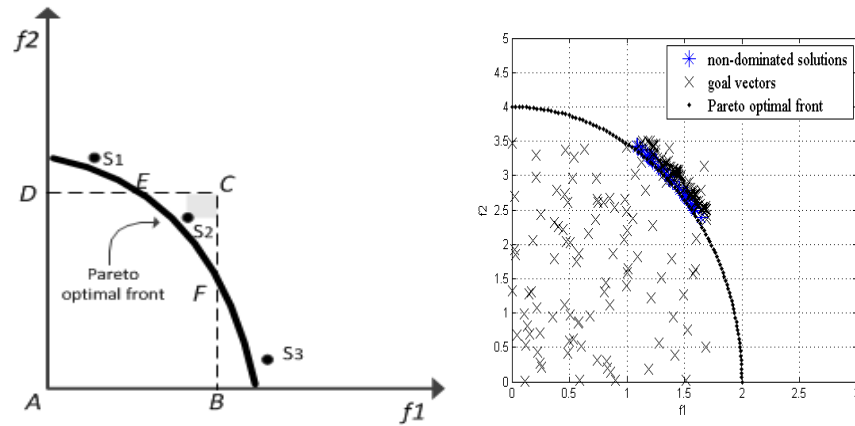 f2
S1
D
E
C
S2
Pareto
optimal front
F
S3
A
B
f1
non-dominated solutions
goal vectors
Pareto optimal front
5
4.5
4
3.5
3
2.5
2
1.5
1
0.5
0
f2
0 0.5 1 1.5 2 2.5 3
f1